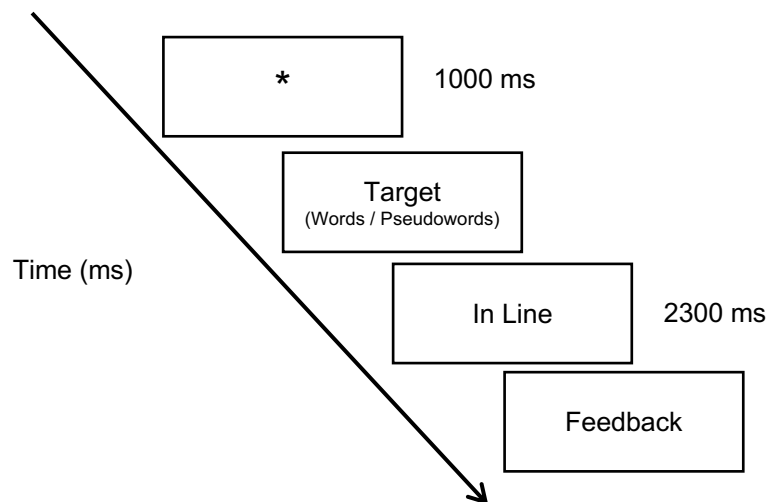 *
1000 ms
Target
(Words / Pseudowords)
Time (ms)
In Line
2300 ms
Feedback